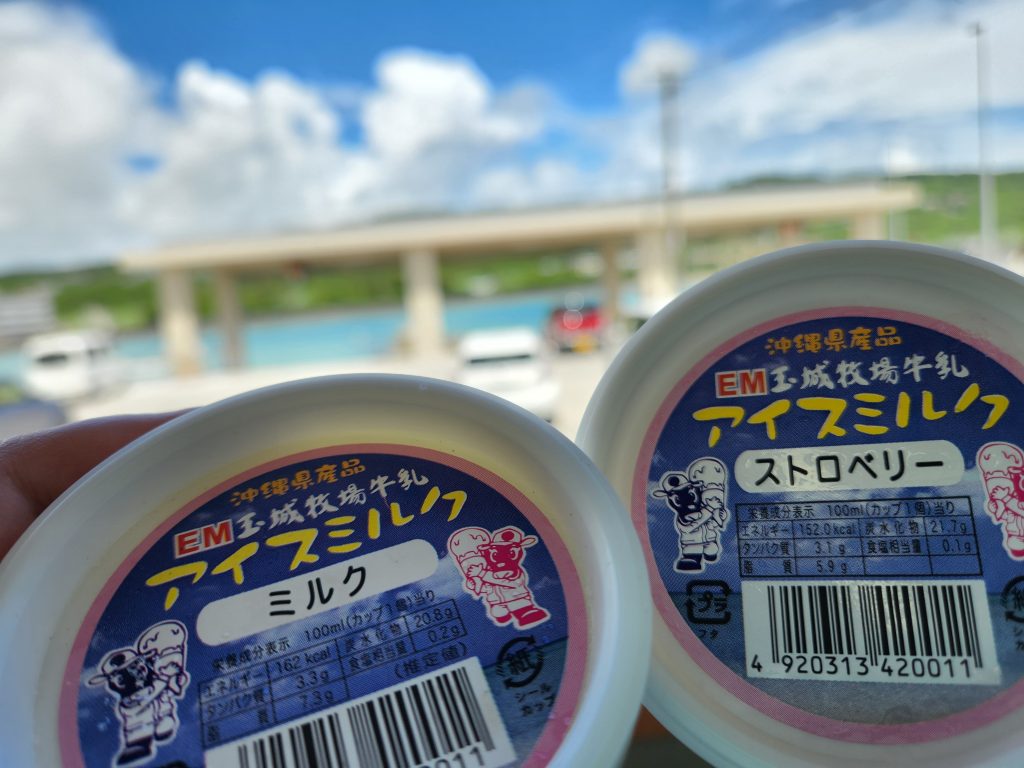 沖縄県産品
EM玉城牧場牛乳
アイスミルク
ミルク
栄養成分表示 100ml(カップ1個)当り
エネルギー 162 kcal 炭水化物 20.8g
タンパク質 3.3g 食塩相当量 0.2g
脂 質 7.3g (推定値)
紙
シール
カップ
0011
沖縄県産品
EM玉城牧場牛乳
アイスミルク
ストロベリー
栄養成分表示 100ml(カップ1個)当り
エネルギー 152.0 kcal 炭水化物 21.7g
タンパク質 3.1g 食塩相当量 0.1g
脂 質 5.9g
プラ
フタ
4 920313 420011